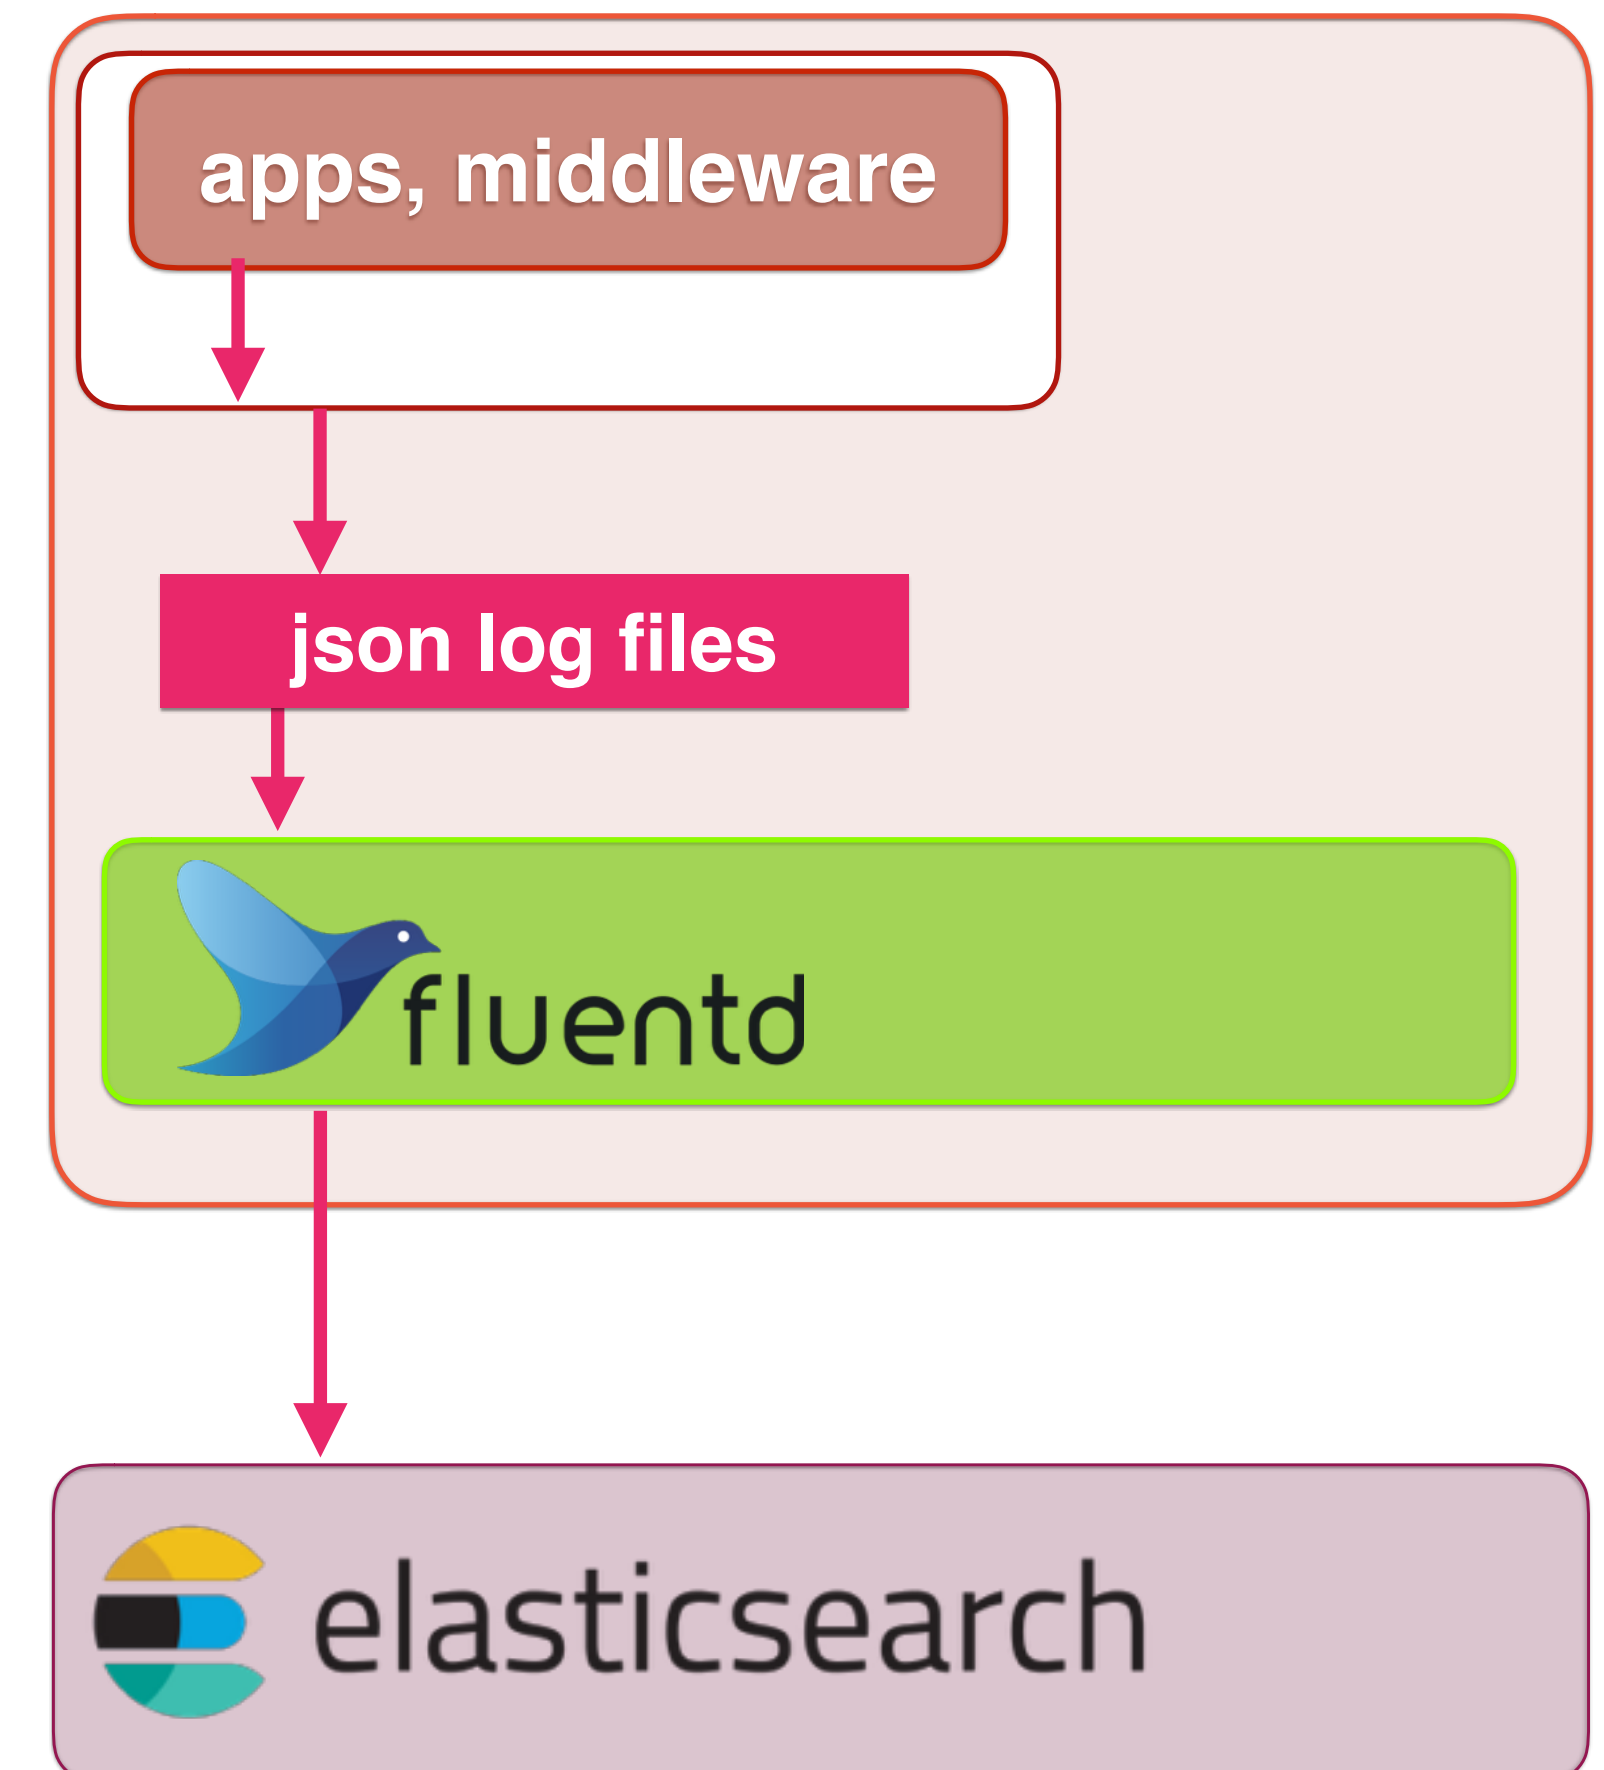 apps, middleware
json log files
fluentd
elasticsearch